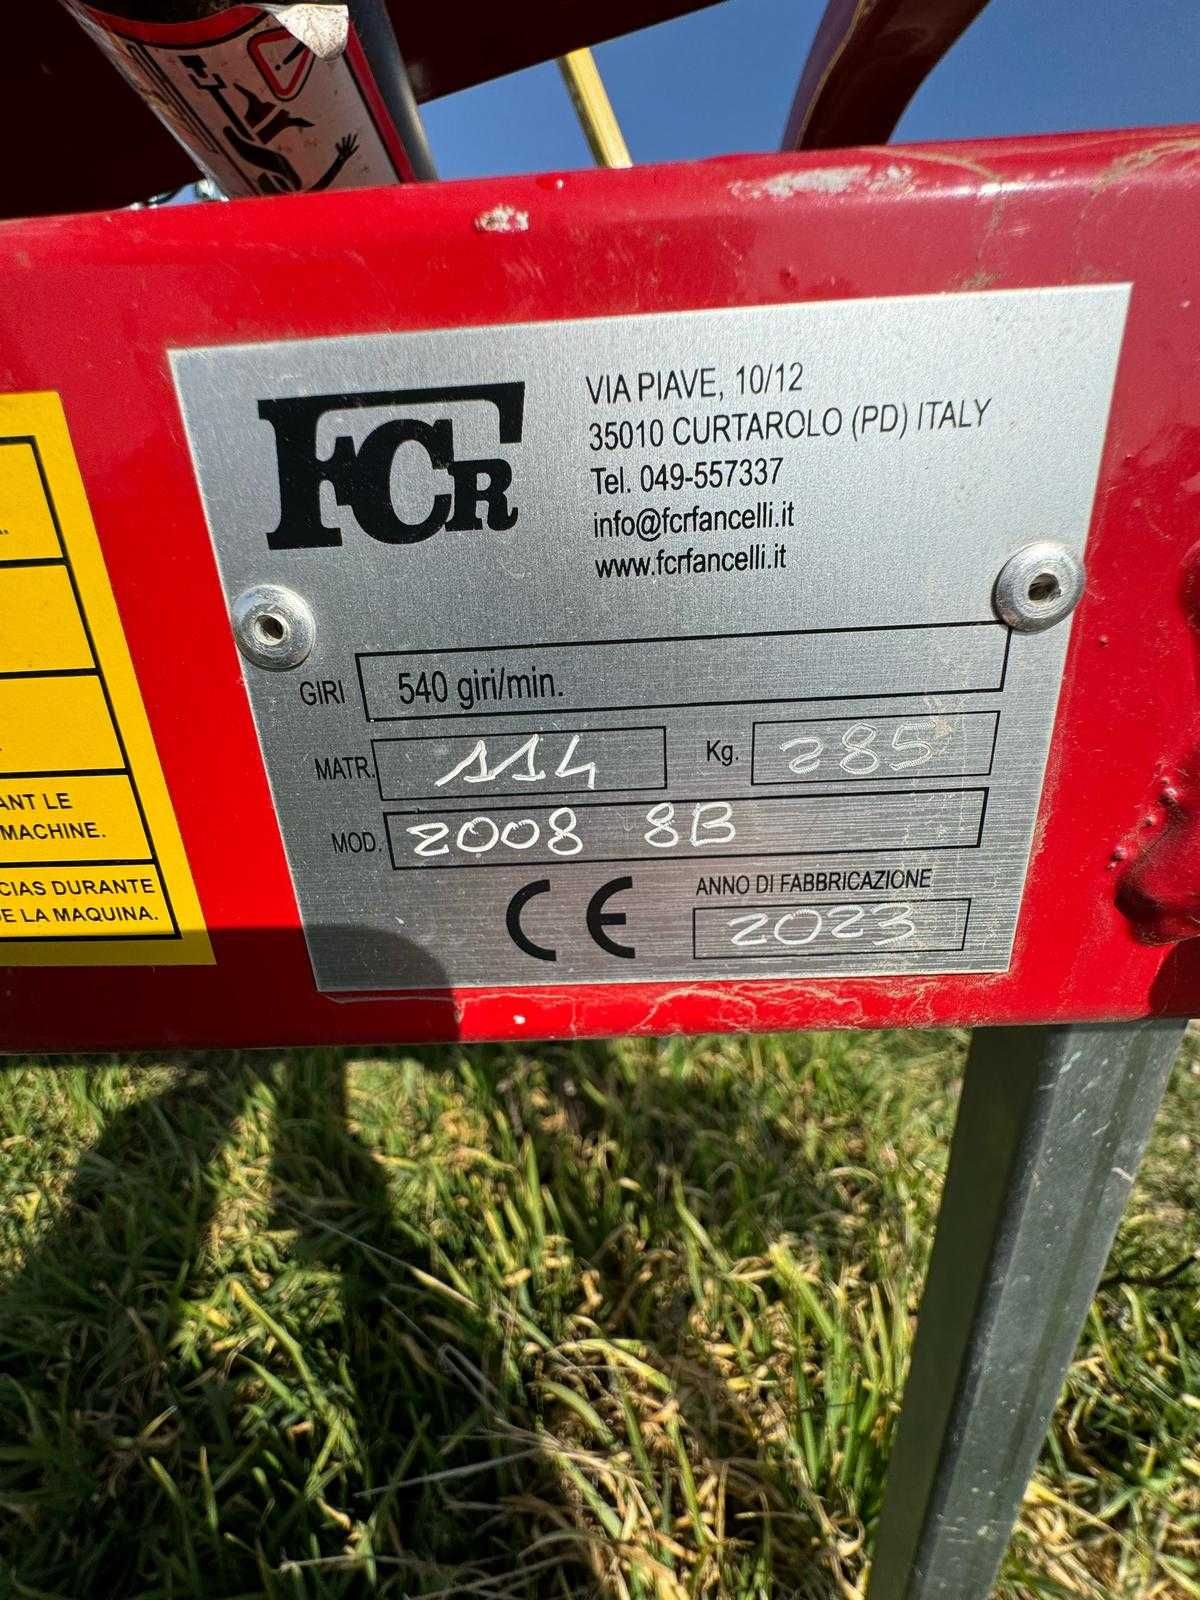 FCR
VIA PIAVE, 10/12
35010 CURTAROLO (PD) ITALY
Tel. 049-557337
info@fcrfancelli.it
www.fcrfancelli.it
GIRI 540 giri/min.
MATR. 114 Kg. 285
MOD. 2008 8B
CE ANNO DI FABBRICAZIONE
2023
ANT LE
MACHINE.
CIAS DURANTE
E LA MAQUINA.